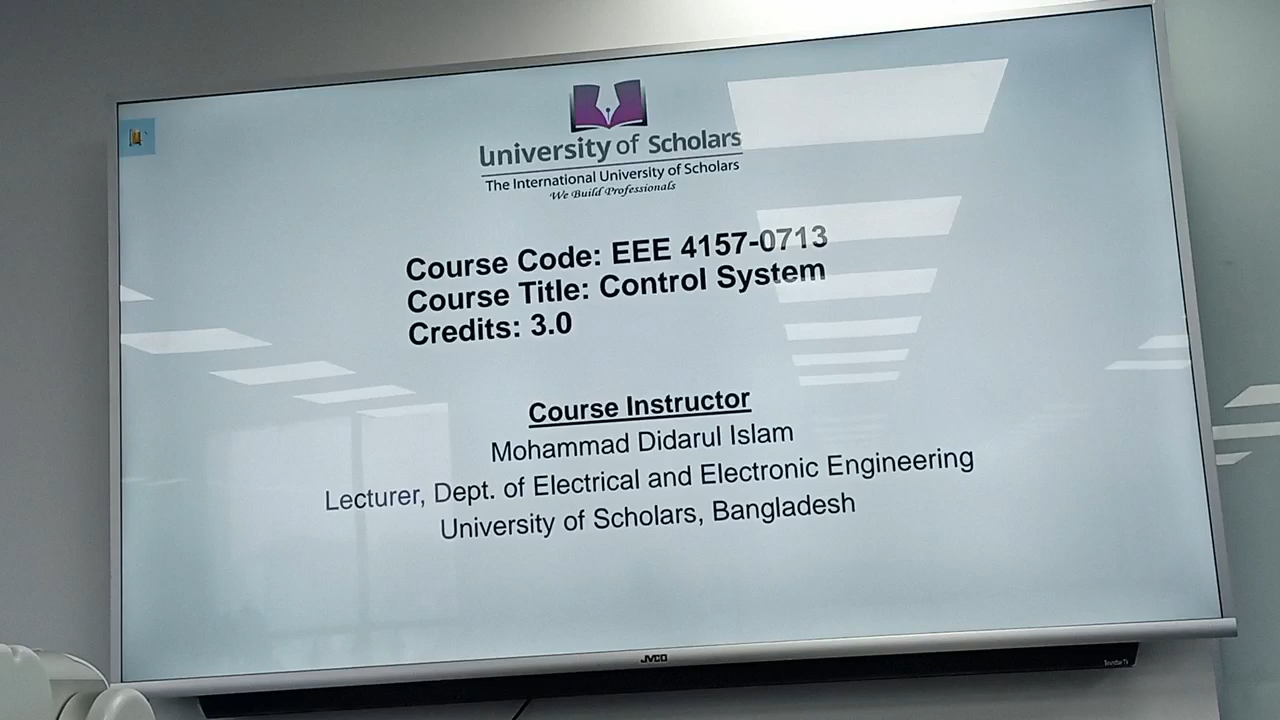 University of Scholars
The International University of Scholars
We Build Professionals
Course Code: EEE 4157-0713
Course Title: Control System
Credits: 3.0
Course Instructor
Mohammad Didarul Islam
Lecturer, Dept. of Electrical and Electronic Engineering
University of Scholars, Bangladesh
JVCO